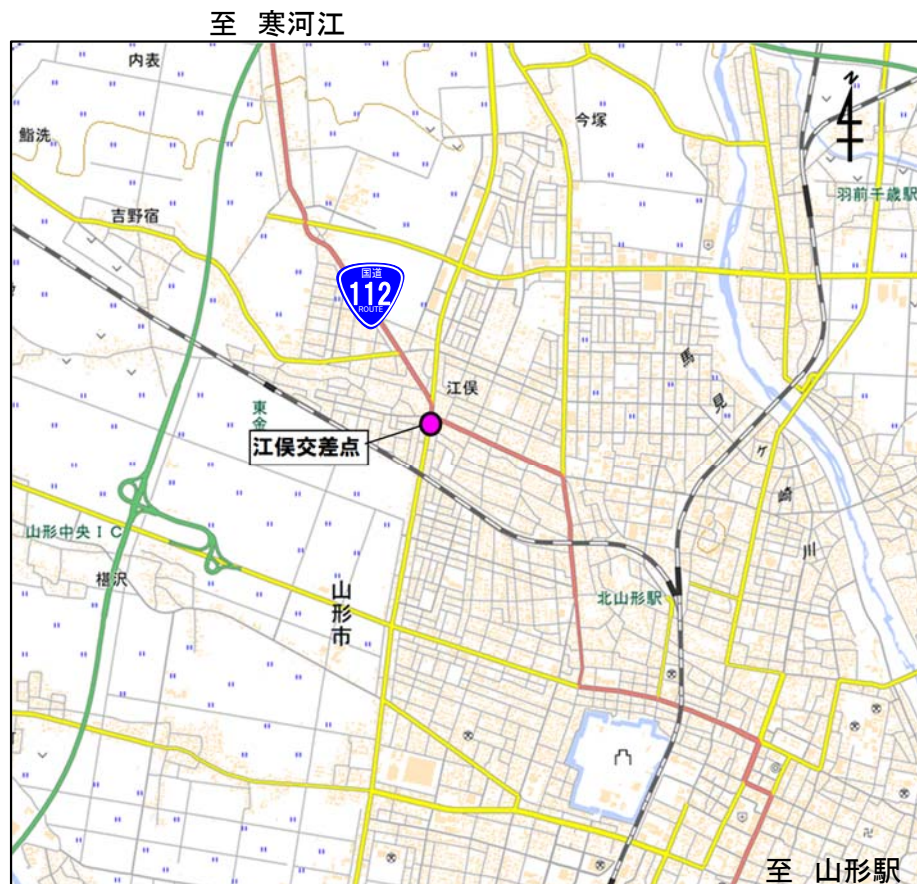 至 寒河江
内表
鮨洗
今塚
N
羽前千歳駅
吉野宿
国道
112
ROUTE
馬見ヶ崎川
江俣
東金
江俣交差点
山形中央IC
椹沢
山形市
北山形駅
至 山形駅